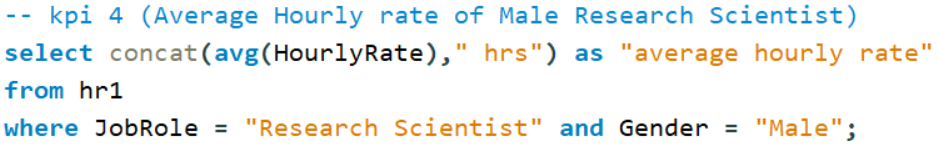 -- kpi 4 (Average Hourly rate of Male Research Scientist)
select concat(avg(HourlyRate)," hrs") as "average hourly rate"
from hr1
where JobRole = "Research Scientist" and Gender = "Male";